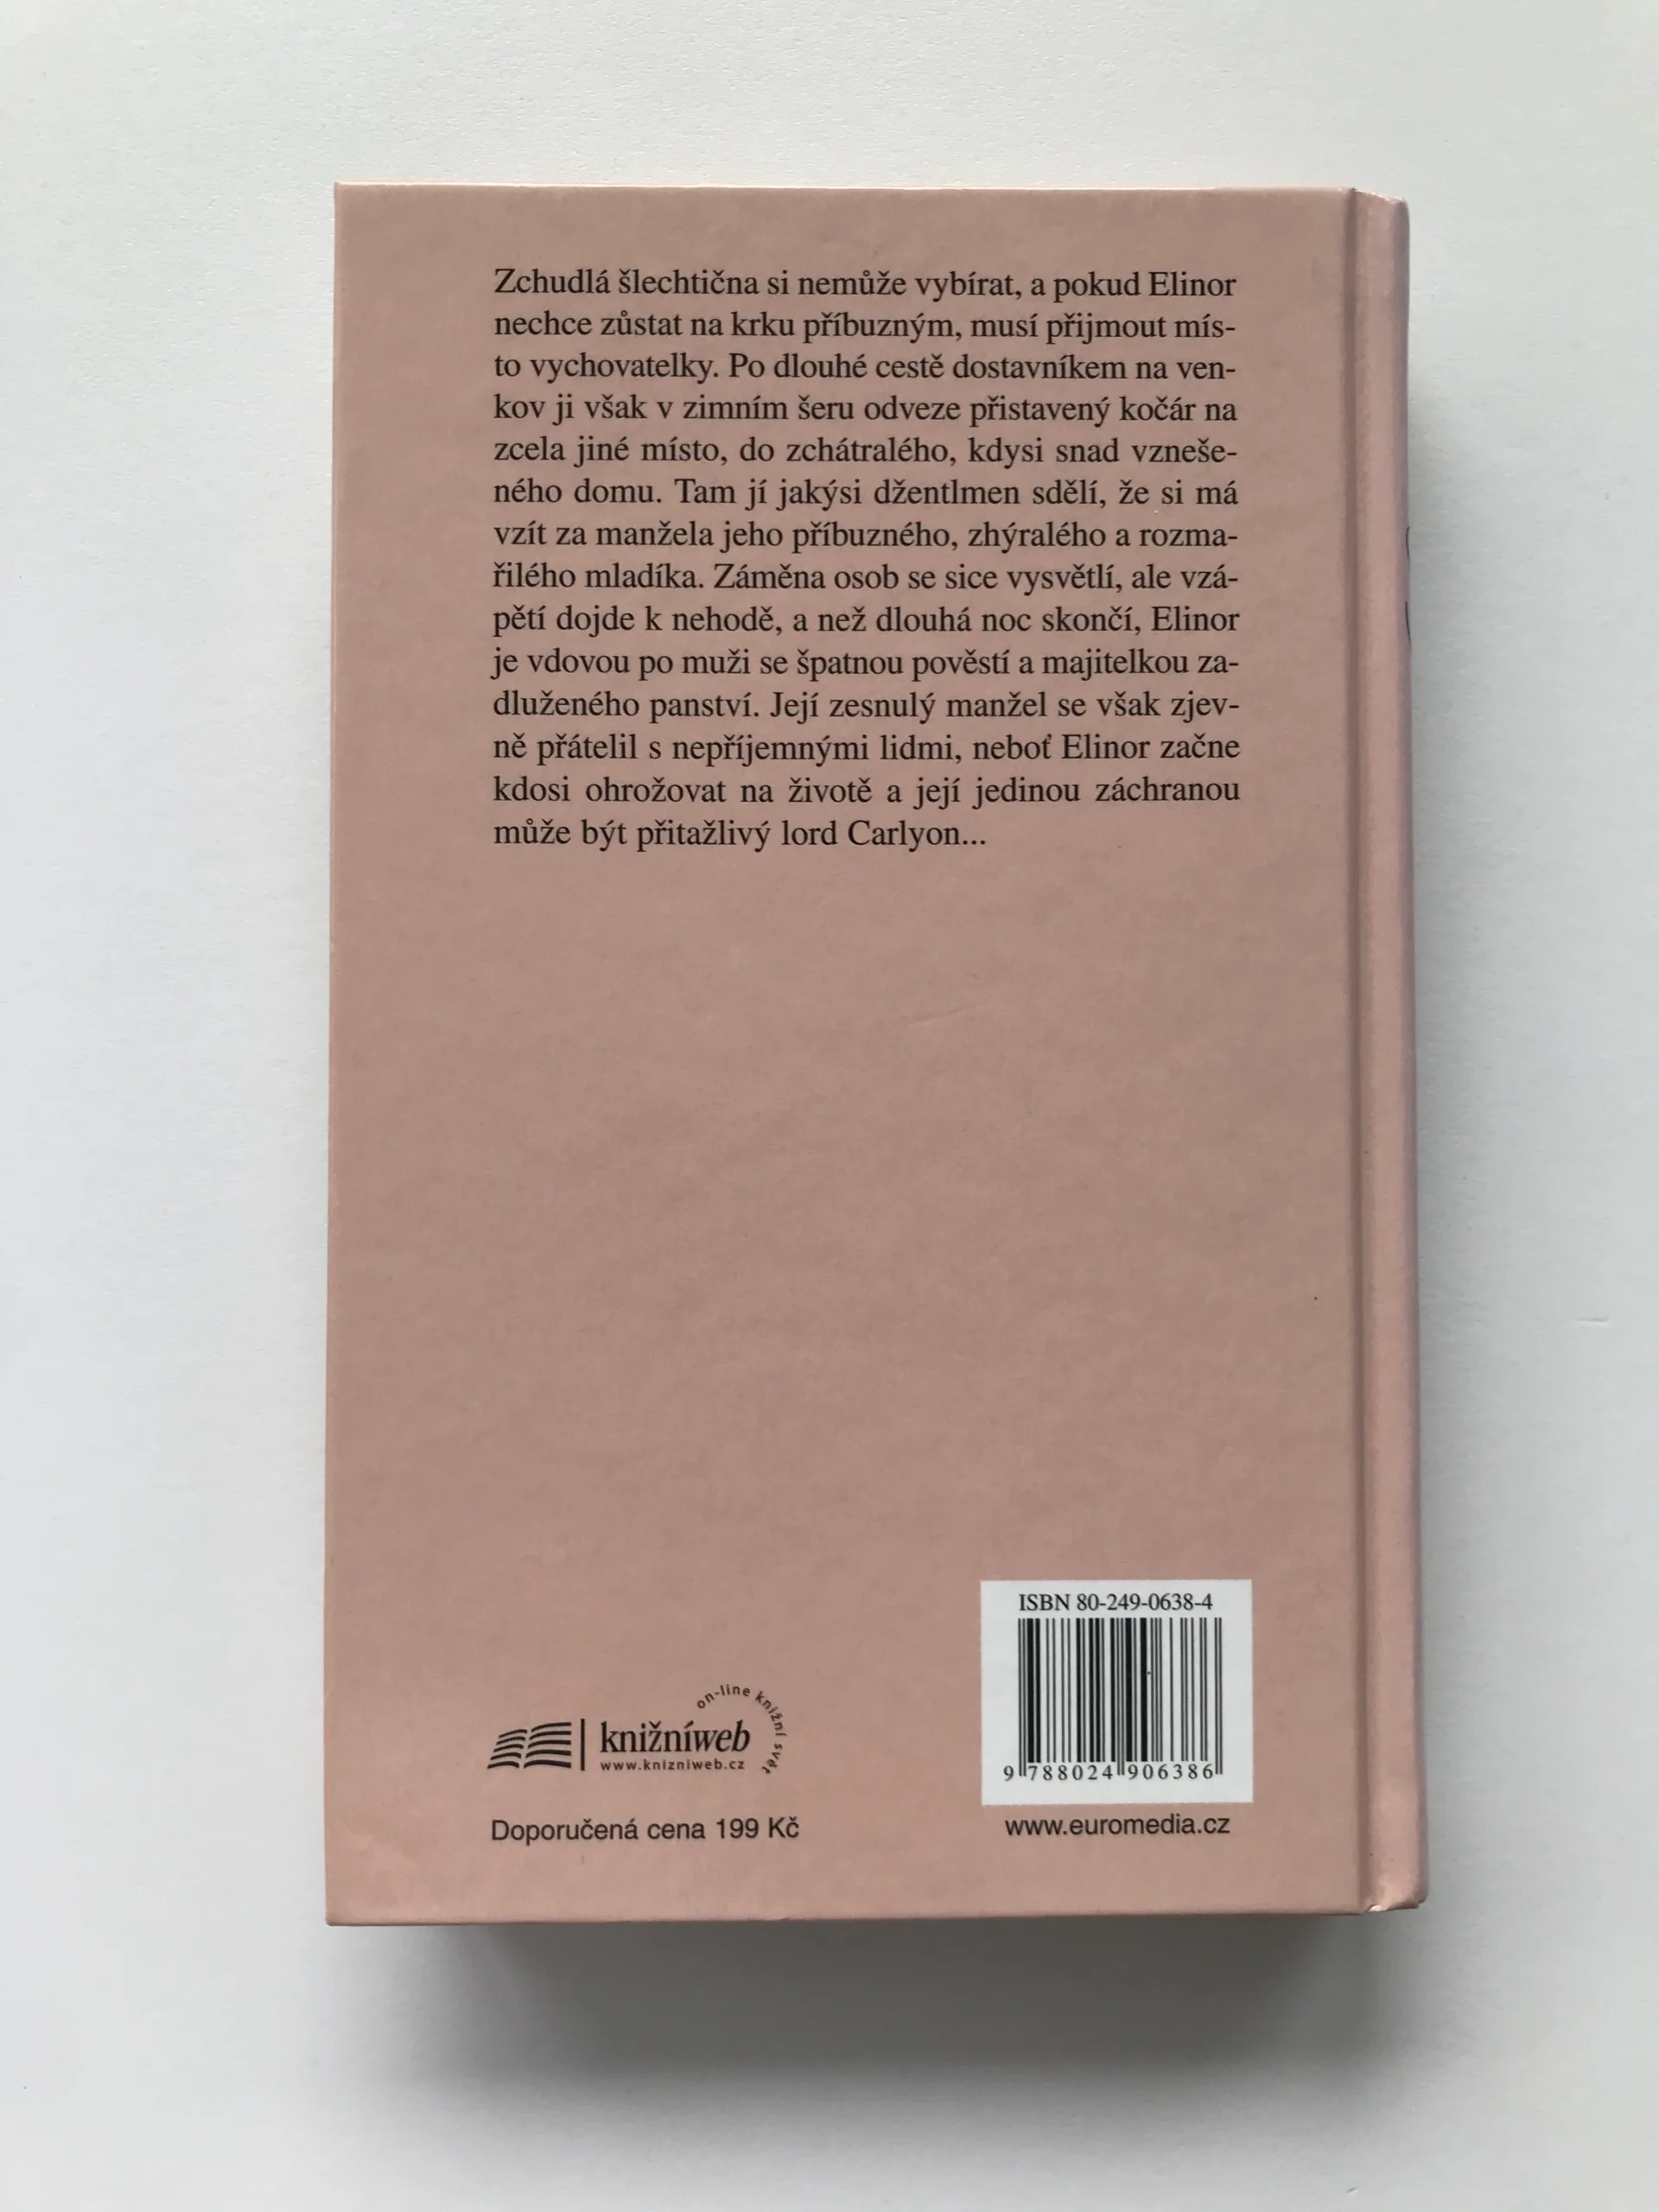 Zchudlá šlechtična si nemůže vybírat, a pokud Elinor
nechce zůstat na krku příbuzným, musí přijmout mís-
to vychovatelky. Po dlouhé cestě dostavníkem na ven-
kov ji však v zimním šeru odveze přistavený kočár na
zcela jiné místo, do zchátralého, kdysi snad vzneše-
ného domu. Tam jí jakýsi džentlmen sdělí, že si má
vzít za manžela jeho příbuzného, zhýralého a rozma-
řilého mladíka. Záměna osob se sice vysvětlí, ale vzá-
pětí dojde k nehodě, a než dlouhá noc skončí, Elinor
je vdovou po muži se špatnou pověstí a majitelkou za-
dluženého panství. Její zesnulý manžel se však zjev-
ně přátelil s nepříjemnými lidmi, neboť Elinor začne
kdosi ohrožovat na životě a její jedinou záchranou
může být přitažlivý lord Carlyon...
ISBN 80-249-0638-4
9 788024 906386
on-line knižní svět
knižníweb
www.knizniweb.cz
Doporučená cena 199 Kč
www.euromedia.cz